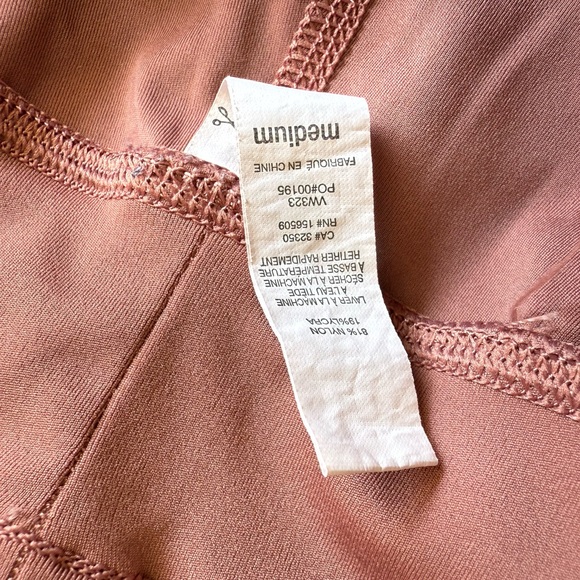 medium
FABRIQUÉ EN CHINE
PO#00195
VW323
RN# 156509
CA# 32350
RETIRER RAPIDEMENT
À BASSE TEMPÉRATURE
SÉCHER À LA MACHINE
À L'EAU TIÈDE
LAVER À LA MACHINE
19%LYCRA
81% NYLON